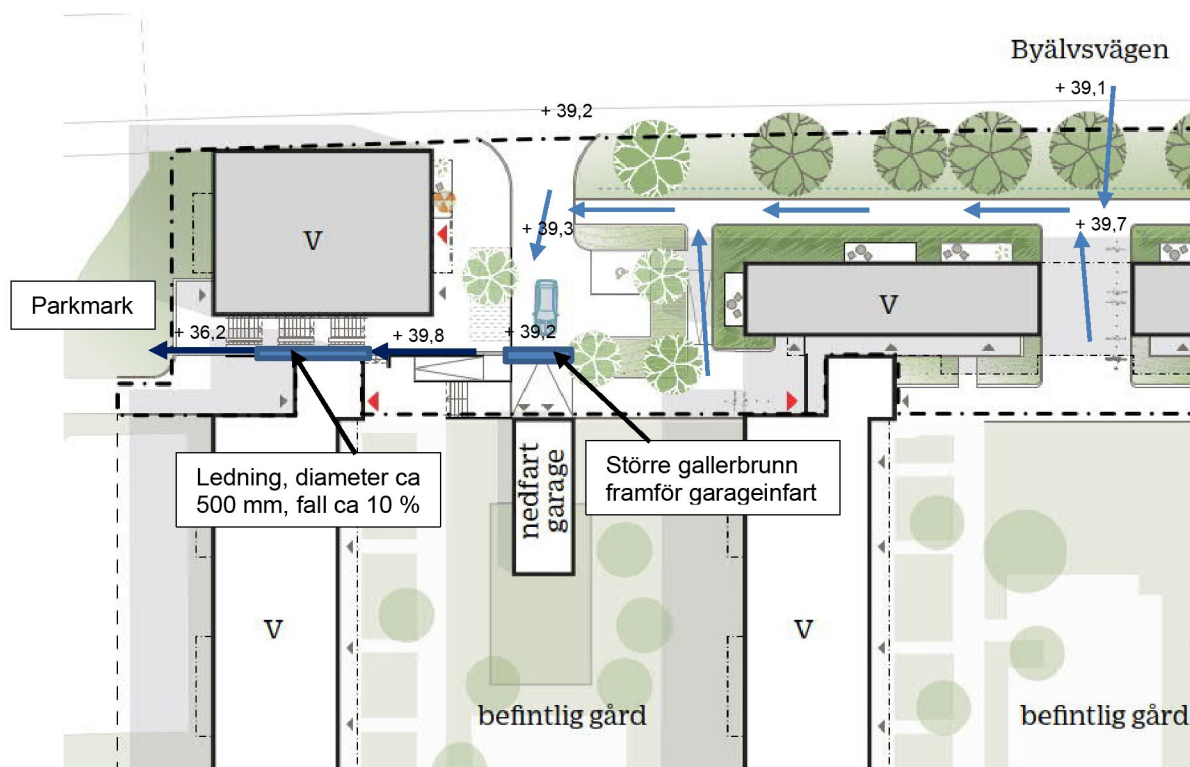 Byälvsvägen
+ 39,1
+ 39,2
+ 39,3
+ 39,7
V
V
Parkmark
+ 36,2
+ 39,8
+ 39,2
Ledning, diameter ca
500 mm, fall ca 10 %
Större gallerbrunn
framför garageinfart
nedfart
garage
V
V
befintlig gård
befintlig gård